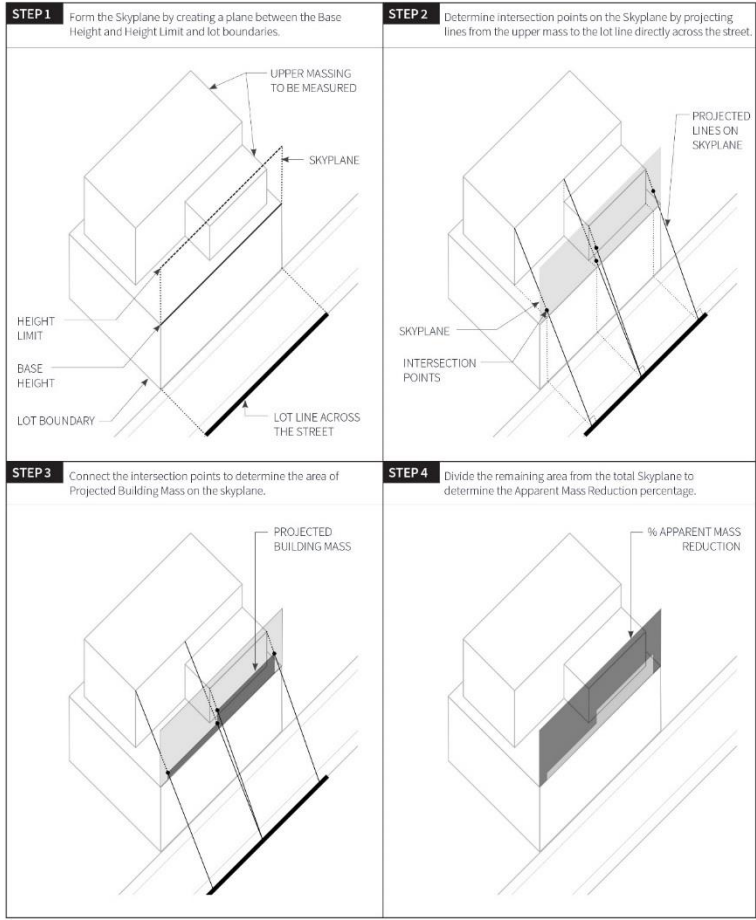 STEP 1 Form the Skyplane by creating a plane between the Base
Height and Height Limit and lot boundaries.
UPPER MASSING
TO BE MEASURED
SKYPLANE
HEIGHT
LIMIT
BASE
HEIGHT
LOT BOUNDARY
LOT LINE ACROSS
THE STREET
STEP 2 Determine intersection points on the Skyplane by projecting
lines from the upper mass to the lot line directly across the street.
PROJECTED
LINES ON
SKYPLANE
SKYPLANE
INTERSECTION
POINTS
STEP 3 Connect the intersection points to determine the area of
Projected Building Mass on the skyplane.
PROJECTED
BUILDING MASS
STEP 4 Divide the remaining area from the total Skyplane to
determine the Apparent Mass Reduction percentage.
% APPARENT MASS
REDUCTION